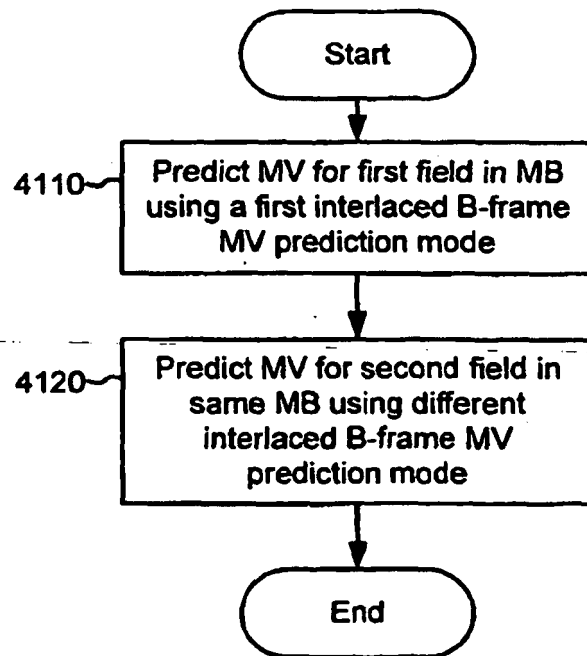 Start
4110
Predict MV for first field in MB
using a first interlaced B-frame
MV prediction mode
4120
Predict MV for second field in
same MB using different
interlaced B-frame MV
prediction mode
End